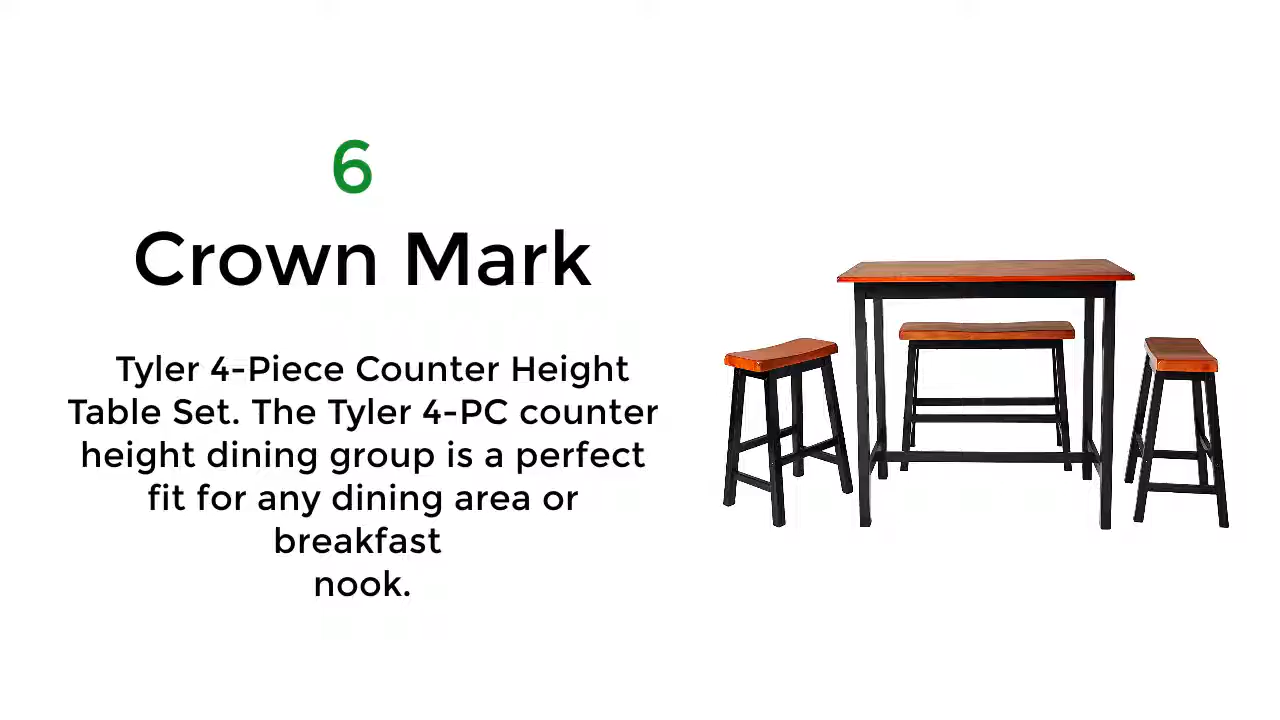 6
Crown Mark
Tyler 4-Piece Counter Height
Table Set. The Tyler 4-PC counter
height dining group is a perfect
fit for any dining area or
breakfast
nook.